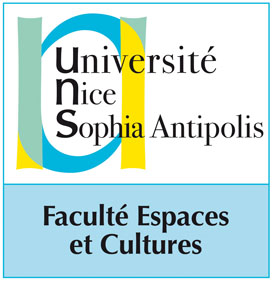 université
nice
sophia Antipolis
Faculté Espaces
et Cultures